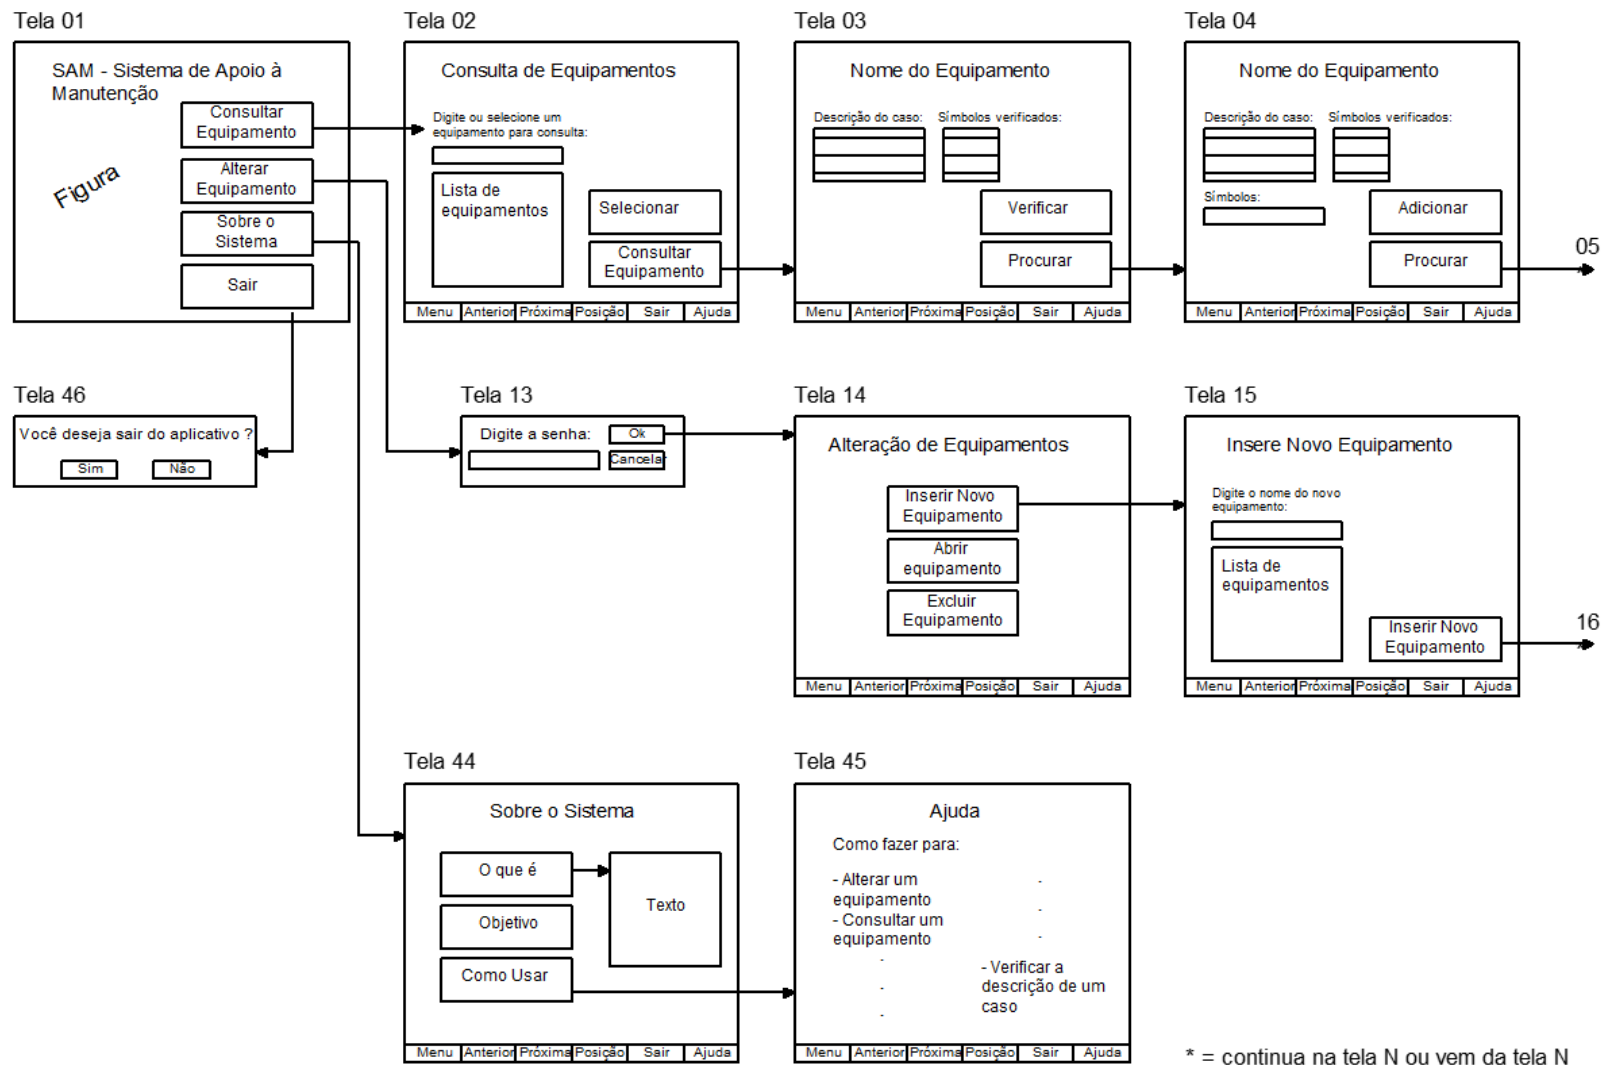 Tela 01
SAM - Sistema de Apoio à
Manutenção
Consultar
Equipamento
Alterar
Equipamento
Figura
Sobre o
Sistema
Sair
Tela 02
Consulta de Equipamentos
Digite ou selecione um
equipamento para consulta:
Lista de
equipamentos
Selecionar
Consultar
Equipamento
Menu Anterior Próxima Posição Sair Ajuda
Tela 03
Nome do Equipamento
Descrição do caso: Símbolos verificados:
Verificar
Procurar
Menu Anterior Próxima Posição Sair Ajuda
Tela 04
Nome do Equipamento
Descrição do caso: Símbolos verificados:
Símbolos:
Adicionar
Procurar
05
*
Menu Anterior Próxima Posição Sair Ajuda
Tela 46
Você deseja sair do aplicativo ?
Sim Não
Tela 13
Digite a senha: Ok
Cancelar
Tela 14
Alteração de Equipamentos
Inserir Novo
Equipamento
Abrir
equipamento
Excluir
Equipamento
Menu Anterior Próxima Posição Sair Ajuda
Tela 15
Insere Novo Equipamento
Digite o nome do novo
equipamento:
Lista de
equipamentos
Inserir Novo
Equipamento
16
*
Menu Anterior Próxima Posição Sair Ajuda
Tela 44
Sobre o Sistema
O que é
Texto
Objetivo
Como Usar
Menu Anterior Próxima Posição Sair Ajuda
Tela 45
Ajuda
Como fazer para:
- Alterar um
equipamento
- Consultar um
equipamento
- Verificar a
descrição de um
caso
Menu Anterior Próxima Posição Sair Ajuda
* = continua na tela N ou vem da tela N